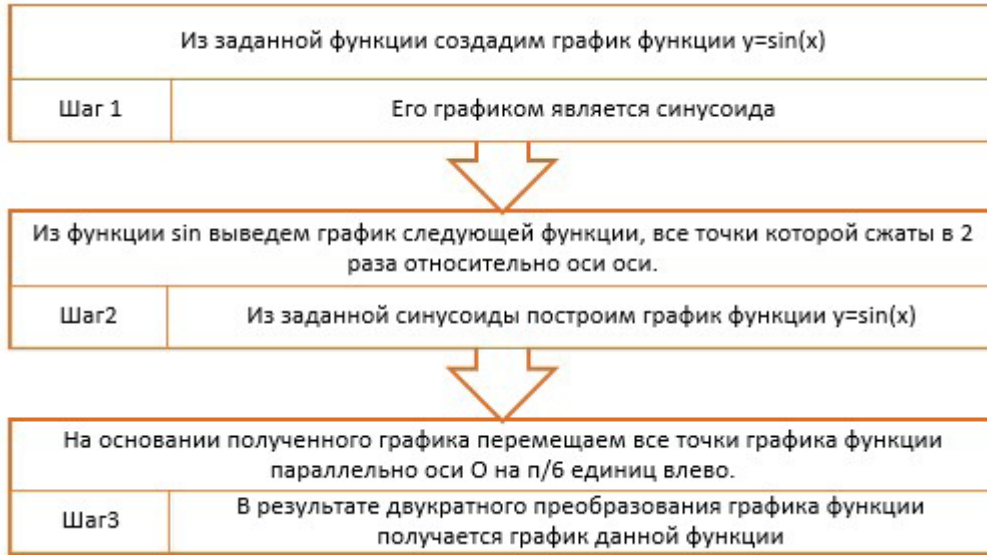 Из заданной функции создадим график функции y=sin(x)
Шаг 1
Его графиком является синусоида
Из функции sin выведем график следующей функции, все точки которой сжаты в 2
раза относительно оси оси.
Шаг2
Из заданной синусоиды построим график функции y=sin(x)
На основании полученного графика перемещаем все точки графика функции
параллельно оси О на п/6 единиц влево.
Шаг3
В результате двукратного преобразования графика функции
получается график данной функции